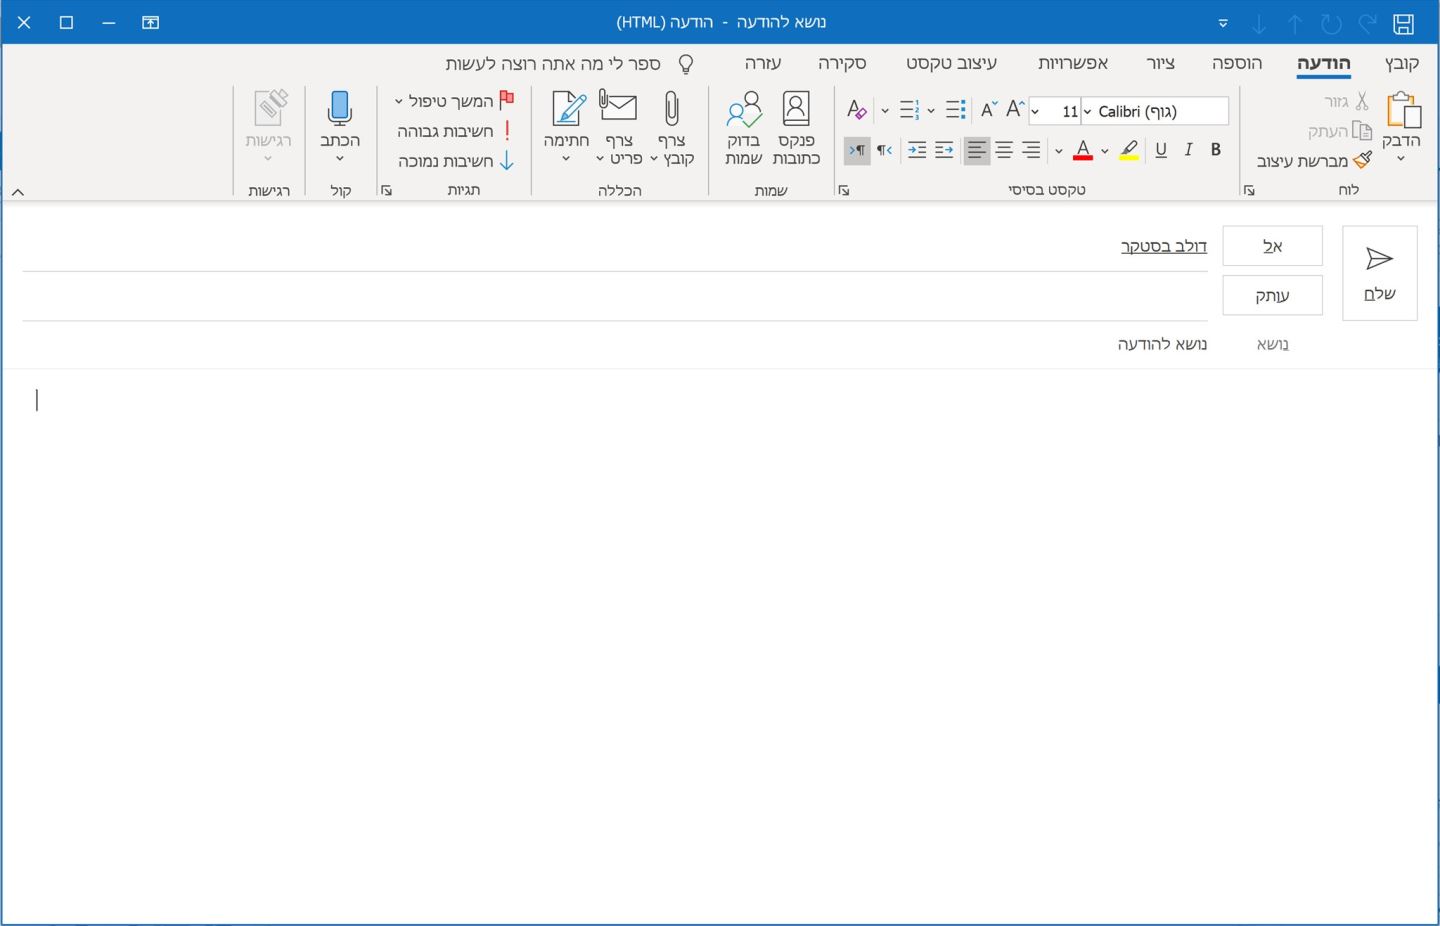 נושא להודעה - הודעה (HTML)
קובץ הודעה הוספה ציור אפשרויות עיצוב טקסט סקירה עזרה ספר לי מה אתה רוצה לעשות
הדבק
גזור
העתק
מברשת עיצוב
לוח
Calibri (גוף) 11
B I U A
טקסט בסיסי
פנקס כתובות
בדוק שמות
שמות
צרף קובץ
צרף פריט
חתימה
הכללה
המשך טיפול
חשיבות גבוהה
חשיבות נמוכה
תגיות
הכתב
קול
רגישות
רגישות
שלח
אל דולב בסטקר
עותק
נושא נושא להודעה